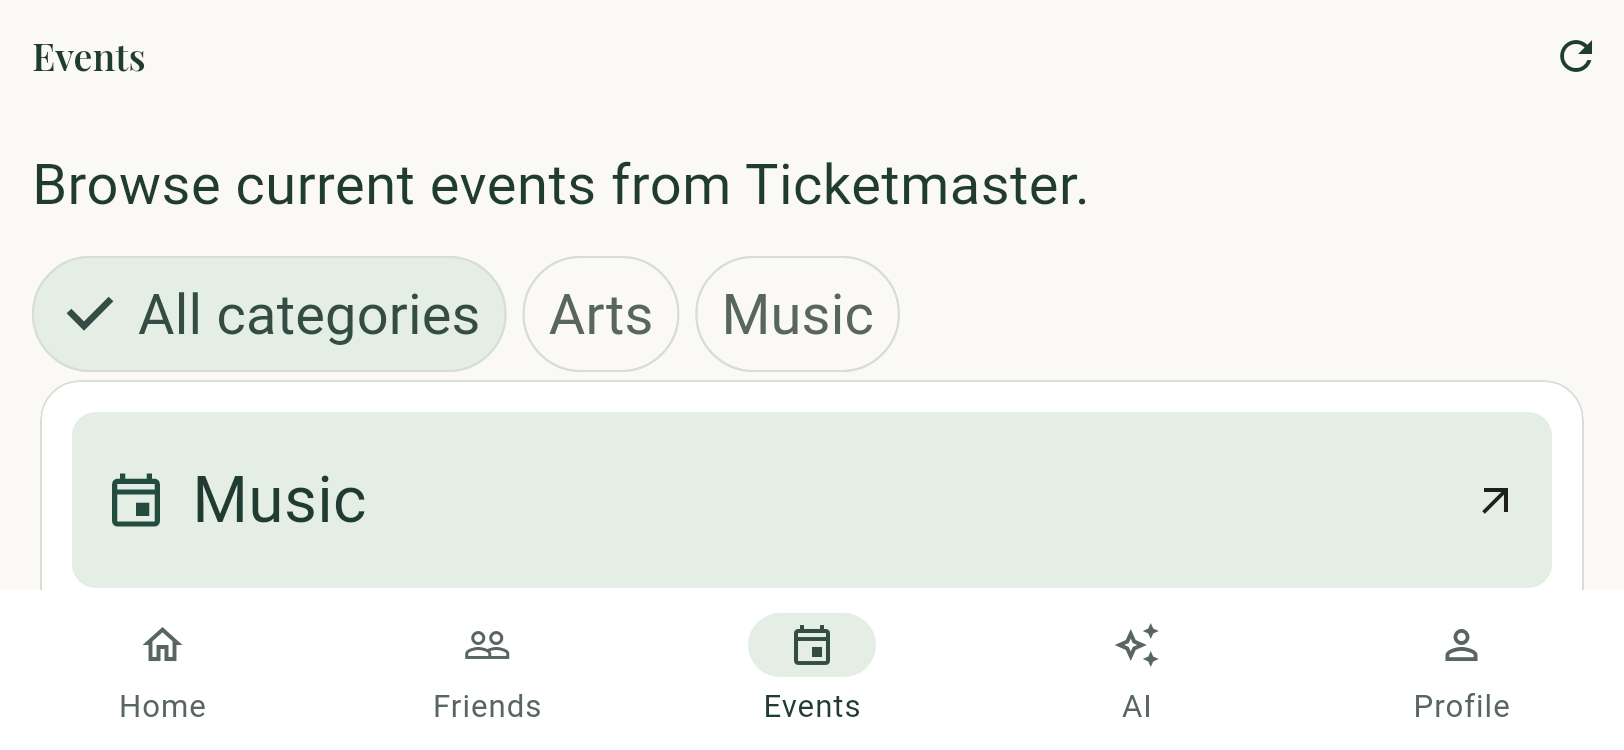 Events
Browse current events from Ticketmaster.
All categories Arts Music
Music
Home Friends Events AI Profile